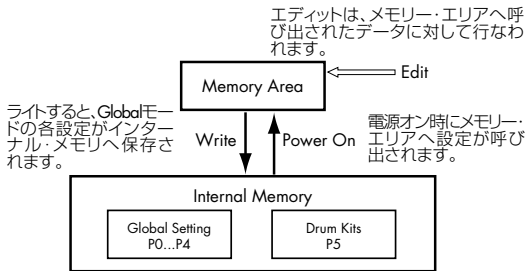 エディットは、メモリー・エリアへ呼
び出されたデータに対して行なわ
れます。
Edit
Memory Area
ライトすると、Globalモー
ドの各設定がインター
ナル・メモリへ保存さ
れます。
Write
Power On
電源オン時にメモリー・
エリアへ設定が呼び
出されます。
Internal Memory
Global Setting
P0...P4
Drum Kits
P5